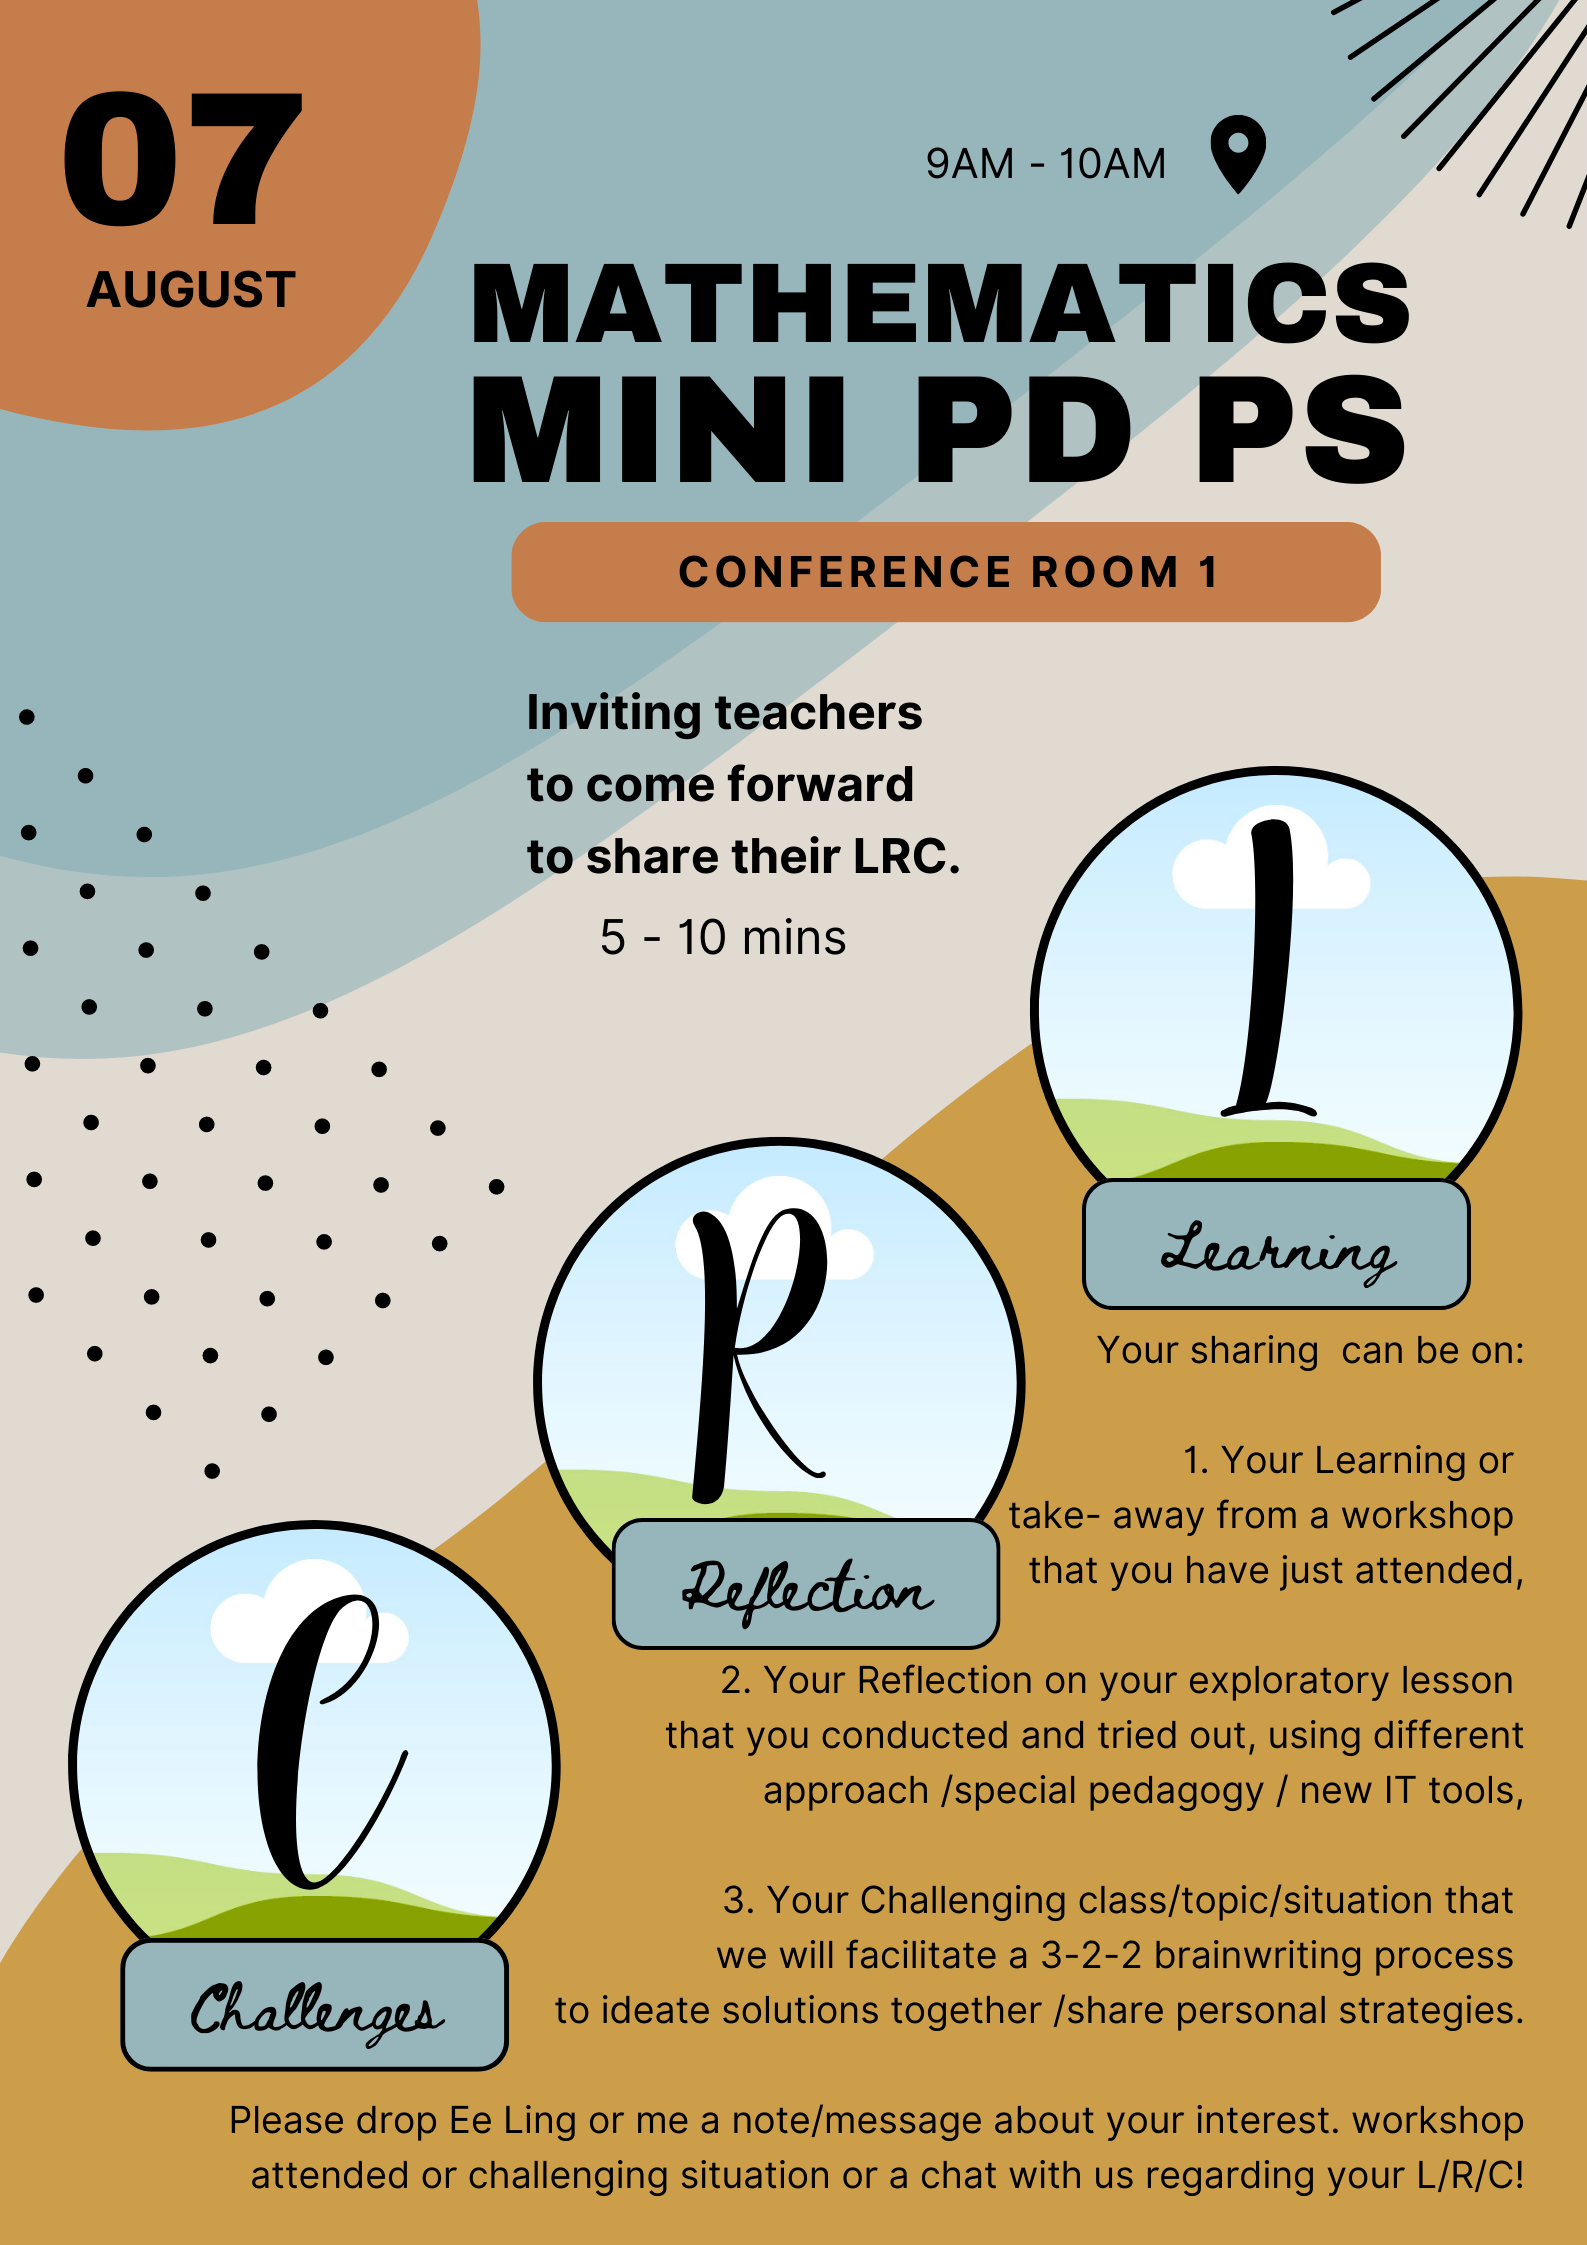 07
AUGUST
9AM - 10AM
MATHEMATICS
MINI PD PS
CONFERENCE ROOM 1
Inviting teachers
to come forward
to share their LRC.
5 - 10 mins
L
Learning
R
Reflection
C
Challenges
Your sharing  can be on:
1. Your Learning or
take- away from a workshop
that you have just attended,
2. Your Reflection on your exploratory lesson
that you conducted and tried out, using different
approach /special pedagogy / new IT tools,
3. Your Challenging class/topic/situation that
we will facilitate a 3-2-2 brainwriting process
to ideate solutions together /share personal strategies.
Please drop Ee Ling or me a note/message about your interest. workshop
attended or challenging situation or a chat with us regarding your L/R/C!